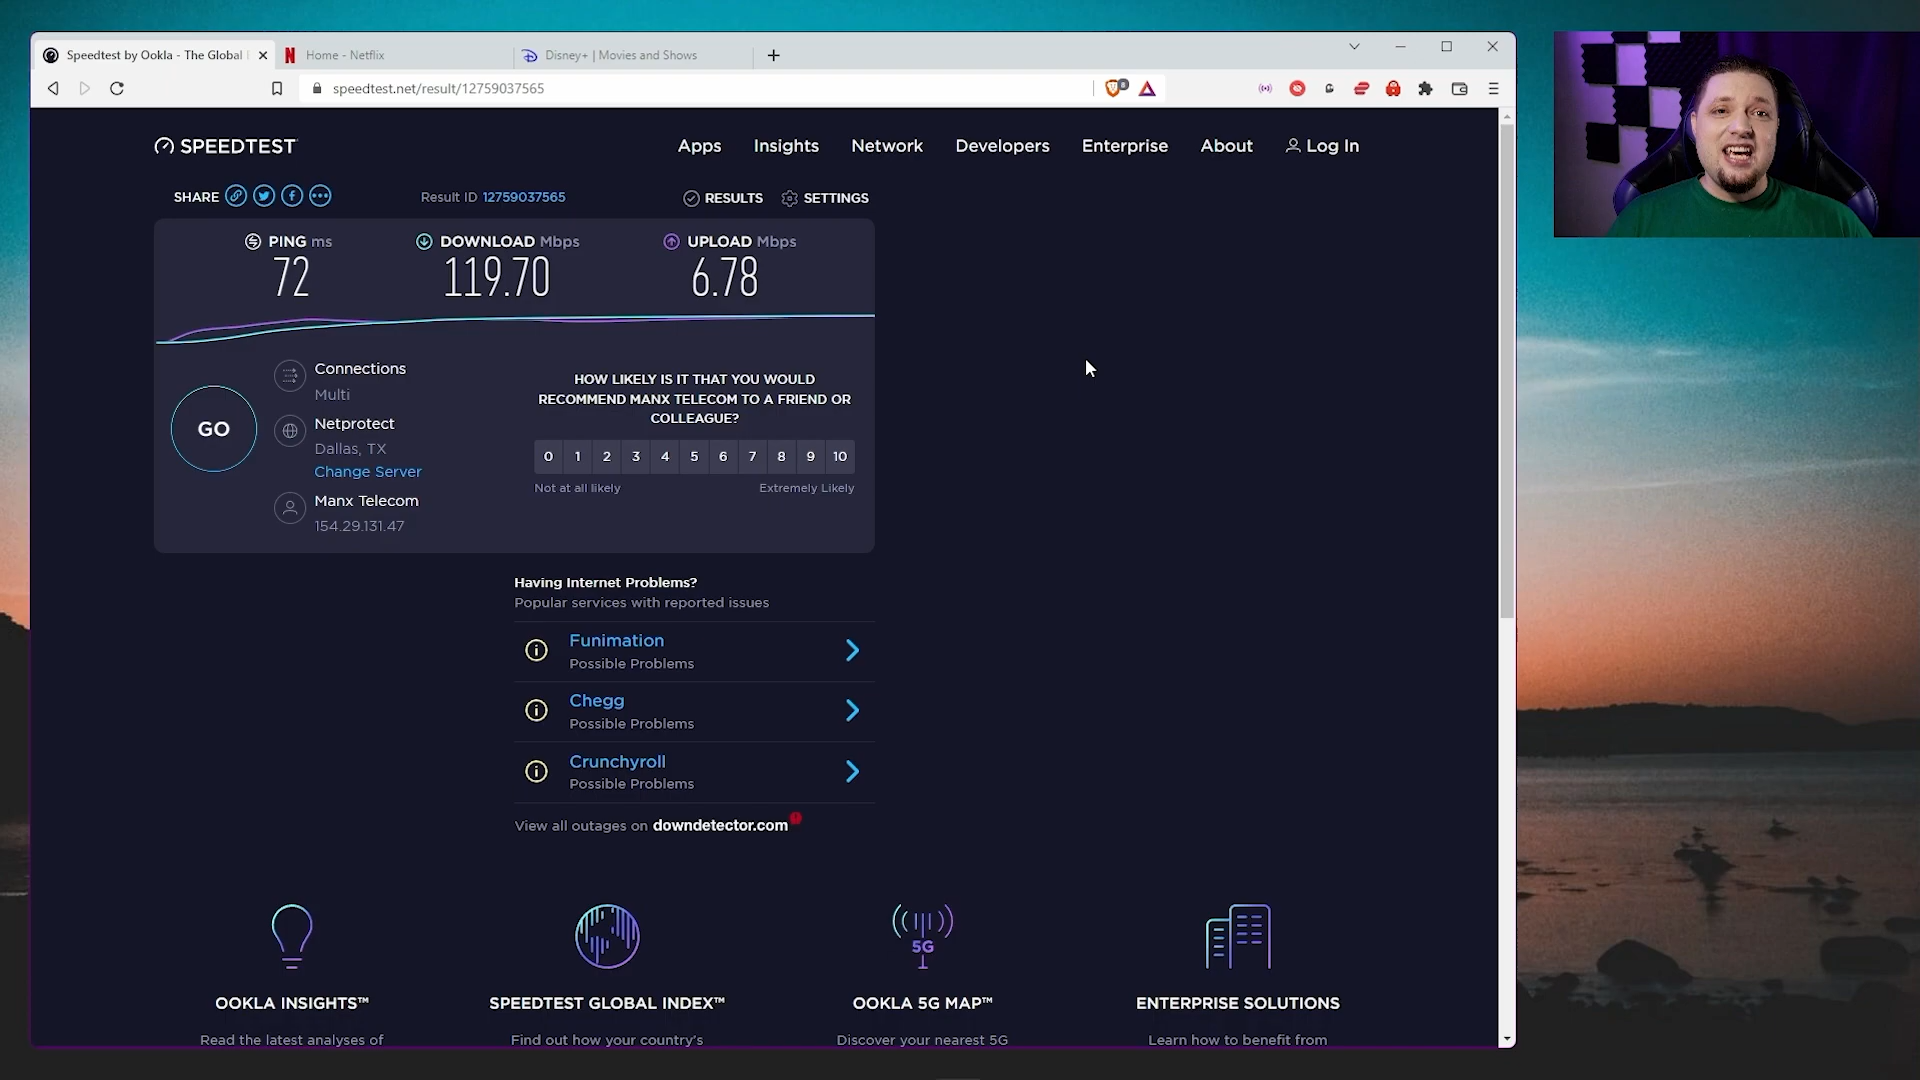 Speedtest by Ookla - The Global
Home - Netflix
Disney+ | Movies and Shows
speedtest.net/result/12759037565
SPEEDTEST
Apps
Insights
Network
Developers
Enterprise
About
Log In
SHARE
Result ID 12759037565
RESULTS
SETTINGS
PING ms
DOWNLOAD Mbps
UPLOAD Mbps
72
119.70
6.78
GO
Connections
Multi
Netprotect
Dallas, TX
Change Server
Manx Telecom
154.29.131.47
HOW LIKELY IS IT THAT YOU WOULD
RECOMMEND MANX TELECOM TO A FRIEND OR
COLLEAGUE?
0 1 2 3 4 5 6 7 8 9 10
Not at all likely
Extremely Likely
Having Internet Problems?
Popular services with reported issues
Funimation
Possible Problems
Chegg
Possible Problems
Crunchyroll
Possible Problems
View all outages on downdetector.com
5G
OOKLA INSIGHTS™
SPEEDTEST GLOBAL INDEX™
OOKLA 5G MAP™
ENTERPRISE SOLUTIONS
Read the latest analyses of
Find out how your country's
Discover your nearest 5G
Learn how to benefit from